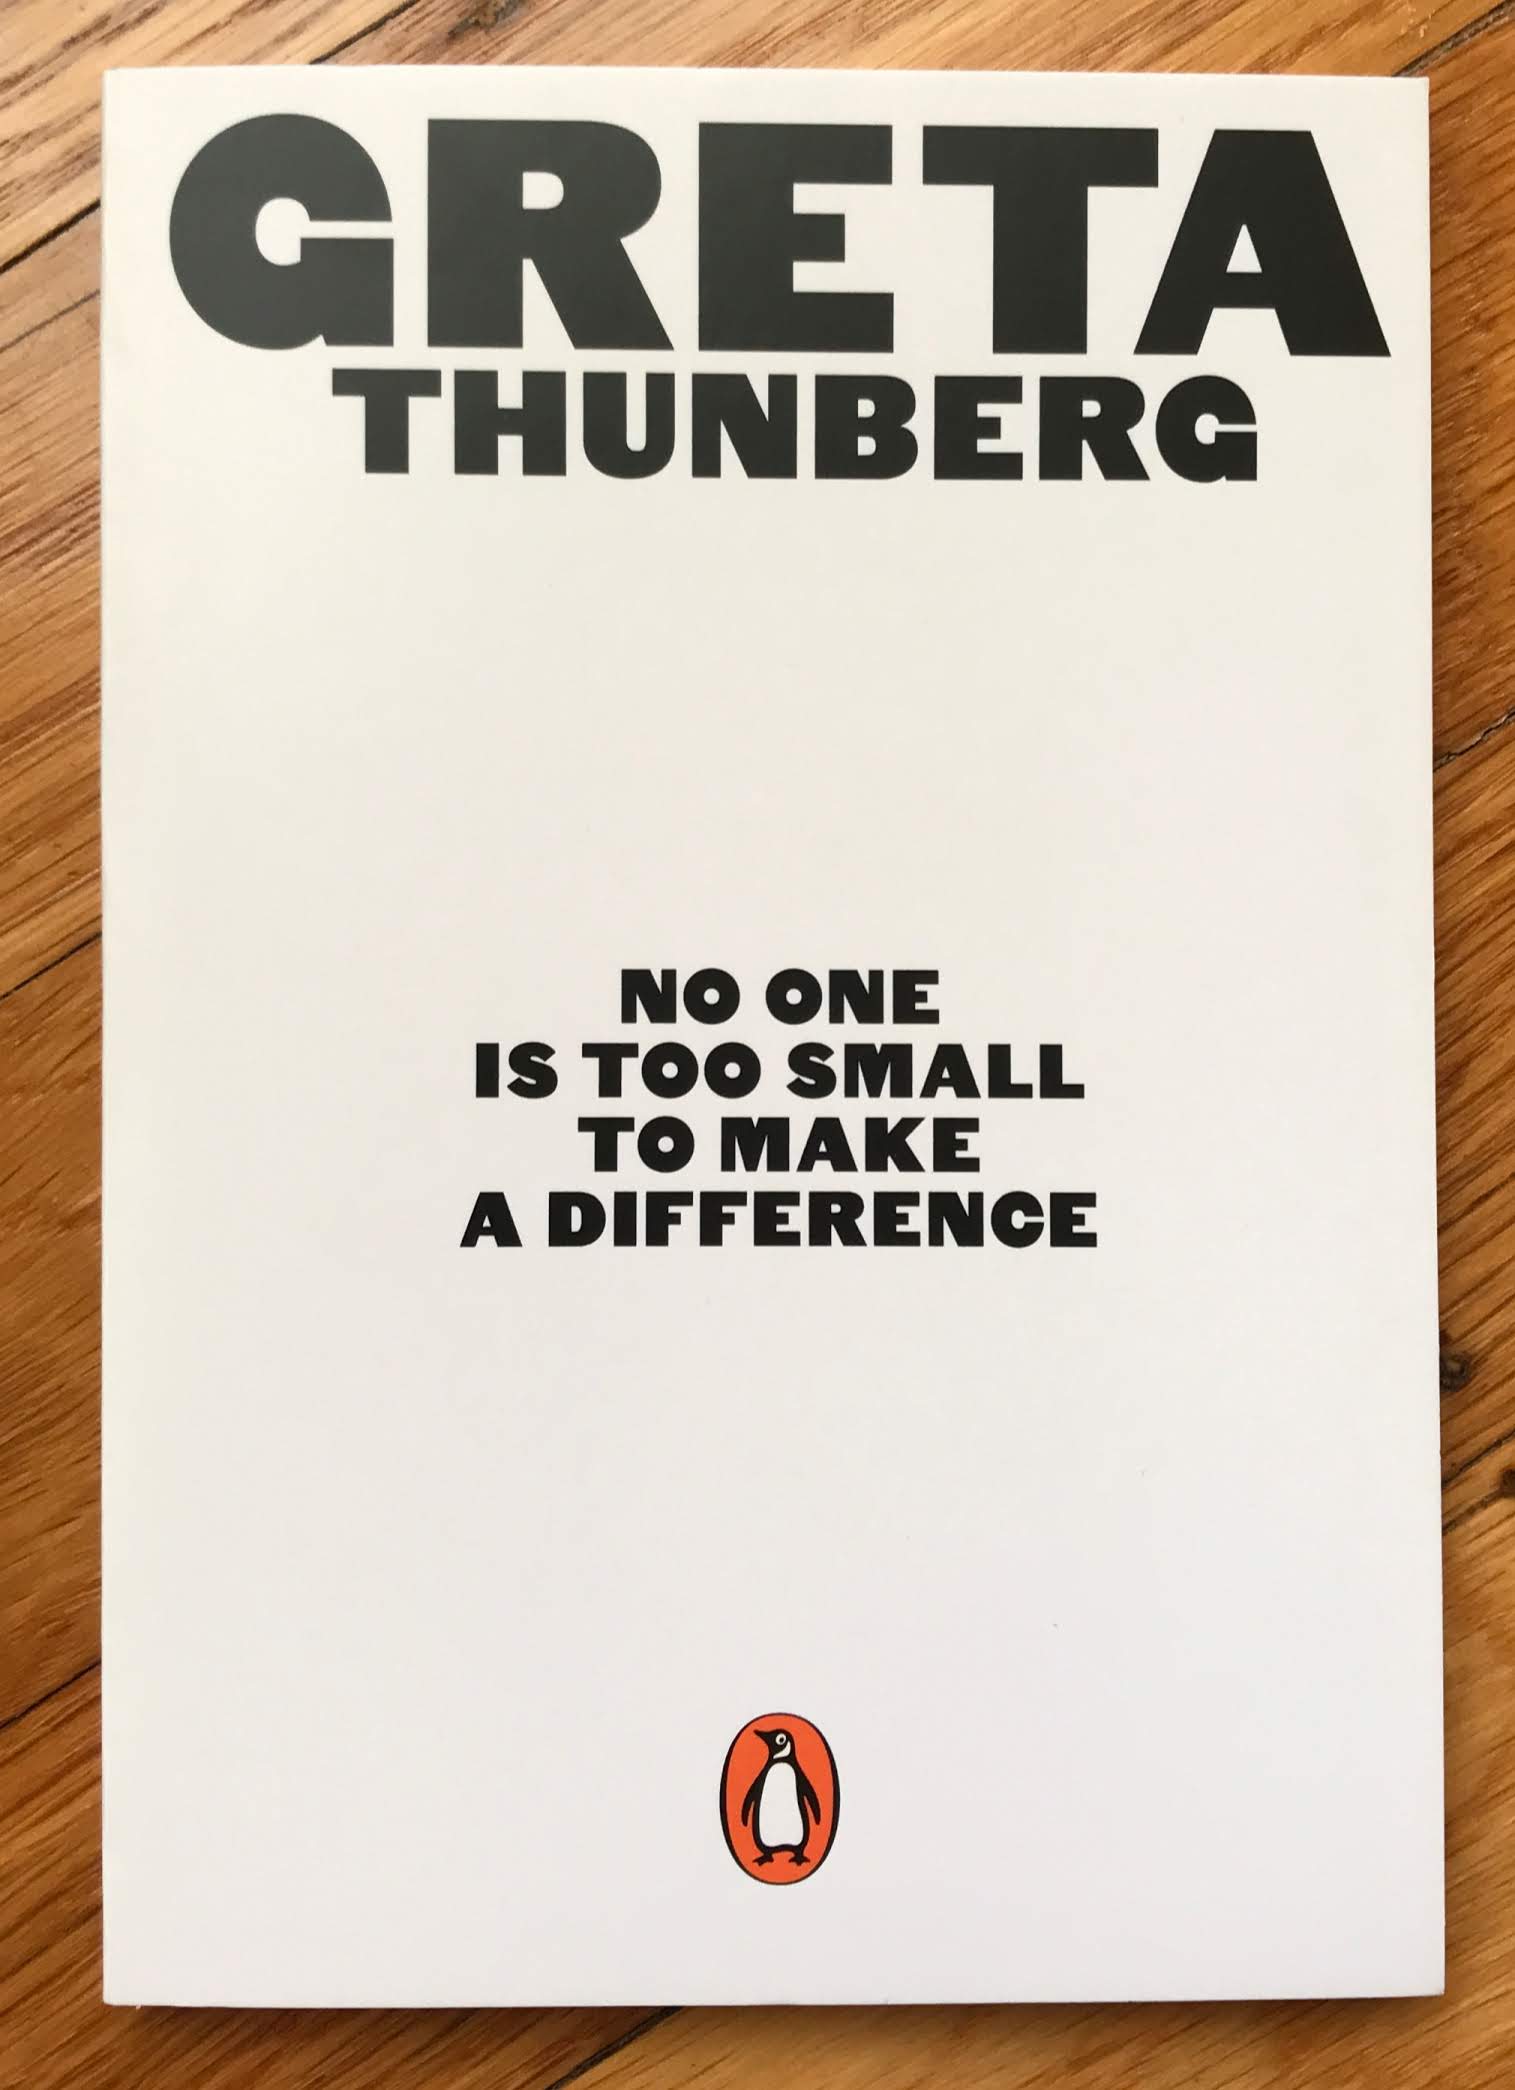 GRETA
THUNBERG
NO ONE
IS TOO SMALL
TO MAKE
A DIFFERENCE